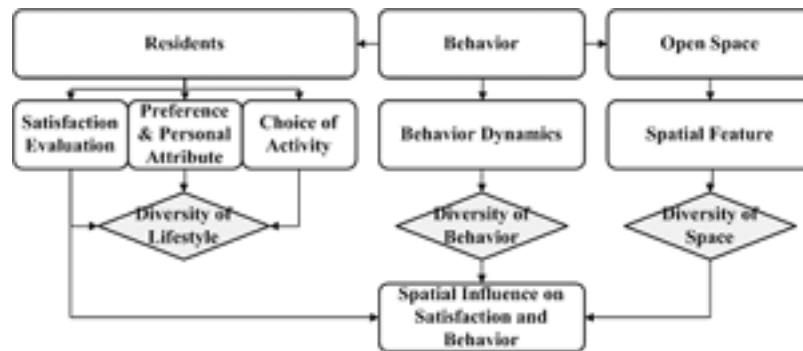 Residents
Behavior
Open Space
Satisfaction
Evaluation
Preference
& Personal
Attribute
Choice of
Activity
Behavior Dynamics
Spatial Feature
Diversity of
Lifestyle
Diversity of
Behavior
Diversity of
Space
Spatial Influence on
Satisfaction and
Behavior